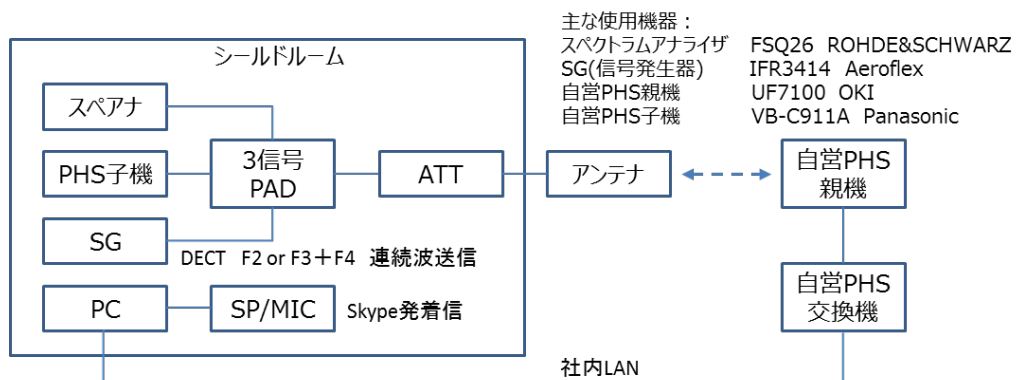 主な使用機器：
スペクトラムアナライザ FSQ26 ROHDE&SCHWARZ
SG(信号発生器) IFR3414 Aeroflex
自営PHS親機 UF7100 OKI
自営PHS子機 VB-C911A Panasonic
シールドルーム
スペアナ
PHS子機
3信号
PAD
ATT
アンテナ
自営PHS
親機
SG
DECT F2 or F3＋F4 連続波送信
PC
SP/MIC
Skype発着信
自営PHS
交換機
社内LAN